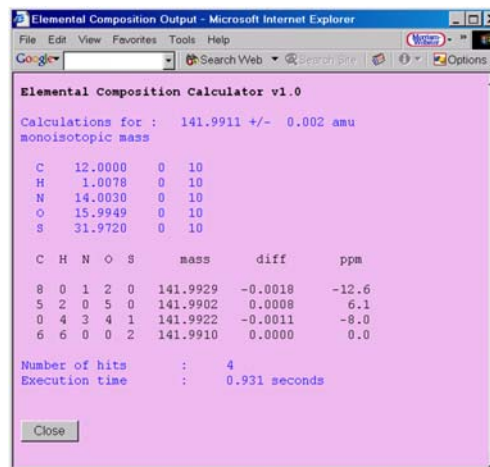 Elemental Composition Output - Microsoft Internet Explorer
File Edit View Favorites Tools Help
Google Search Web Search Site Options
Elemental Composition Calculator v1.0
Calculations for : 141.9911 +/- 0.002 amu
monoisotopic mass
C 12.0000 0 10
H 1.0078 0 10
N 14.0030 0 10
O 15.9949 0 10
S 31.9720 0 10
C H N O S mass diff ppm
8 0 1 2 0 141.9929 -0.0018 -12.6
5 2 0 5 0 141.9902 0.0008 6.1
0 4 3 4 1 141.9922 -0.0011 -8.0
6 6 0 0 2 141.9910 0.0000 0.0
Number of hits : 4
Execution time : 0.931 seconds
Close